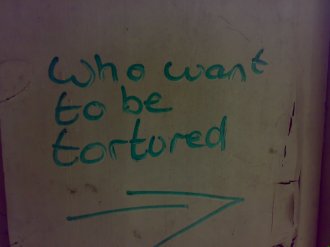 who want
to be
tortured